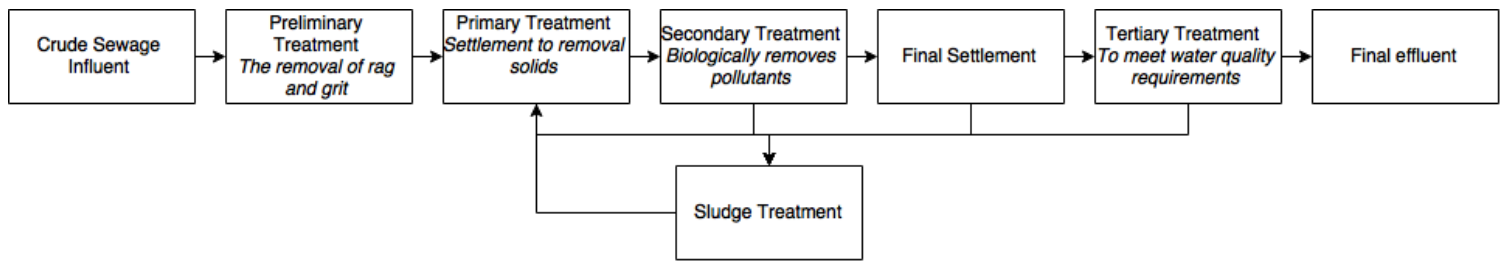 Crude Sewage
Influent
Preliminary
Treatment
The removal of rag
and grit
Primary Treatment
Settlement to removal
solids
Secondary Treatment
Biologically removes
pollutants
Final Settlement
Tertiary Treatment
To meet water quality
requirements
Final effluent
Sludge Treatment